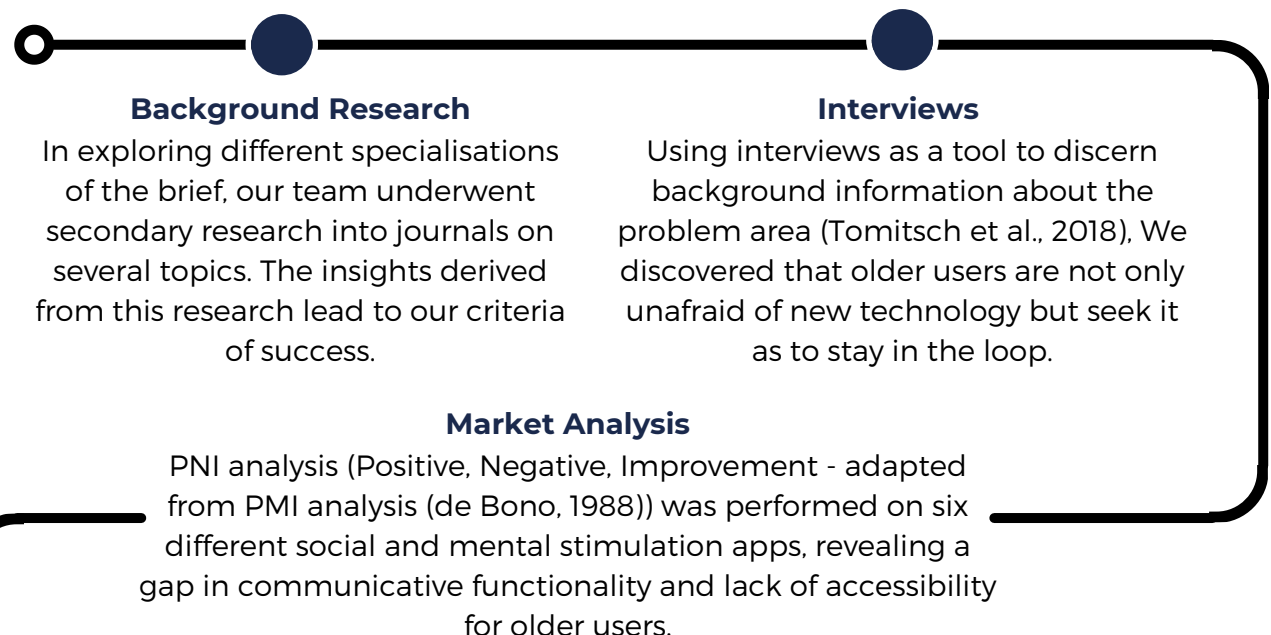 Background Research
In exploring different specialisations
of the brief, our team underwent
secondary research into journals on
several topics. The insights derived
from this research lead to our criteria
of success.
Interviews
Using interviews as a tool to discern
background information about the
problem area (Tomitsch et al., 2018), We
discovered that older users are not only
unafraid of new technology but seek it
as to stay in the loop.
Market Analysis
PNI analysis (Positive, Negative, Improvement - adapted
from PMI analysis (de Bono, 1988)) was performed on six
different social and mental stimulation apps, revealing a
gap in communicative functionality and lack of accessibility
for older users.